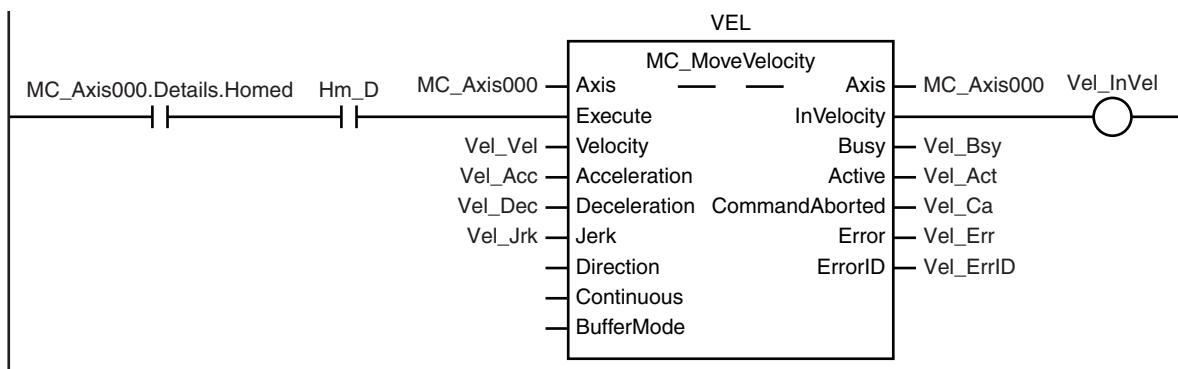 VEL
MC_MoveVelocity
MC_Axis000 Axis Axis MC_Axis000 Vel_InVel
MC_Axis000.Details.Homed Hm_D
Execute InVelocity
Vel_Vel Velocity Busy Vel_Bsy
Vel_Acc Acceleration Active Vel_Act
Vel_Dec Deceleration CommandAborted Vel_Ca
Vel_Jrk Jerk Error Vel_Err
Direction ErrorID Vel_ErrID
Continuous
BufferMode